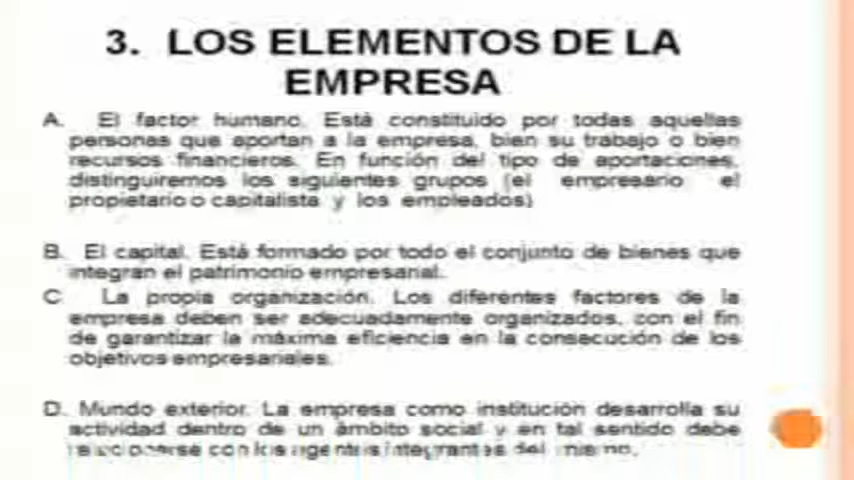 3. LOS ELEMENTOS DE LA
EMPRESA
A. El factor humano. Está constituido por todas aquellas
personas que aportan a la empresa, bien su trabajo o bien
recursos financieros. En función del tipo de aportaciones,
distinguiremos los siguientes grupos (el empresario el
propietario o capitalista y los empleados)
B. El capital. Está formado por todo el conjunto de bienes que
integran el patrimonio empresarial.
C La propia organización. Los diferentes factores de la
empresa deben ser adecuadamente organizados, con el fin
de garantizar la máxima eficiencia en la consecución de los
objetivos empresariales.
D. Mundo exterior. La empresa como institución desarrolla su
actividad dentro de un ámbito social y en tal sentido debe
relacionarse con los agentes integrantes del mismo.